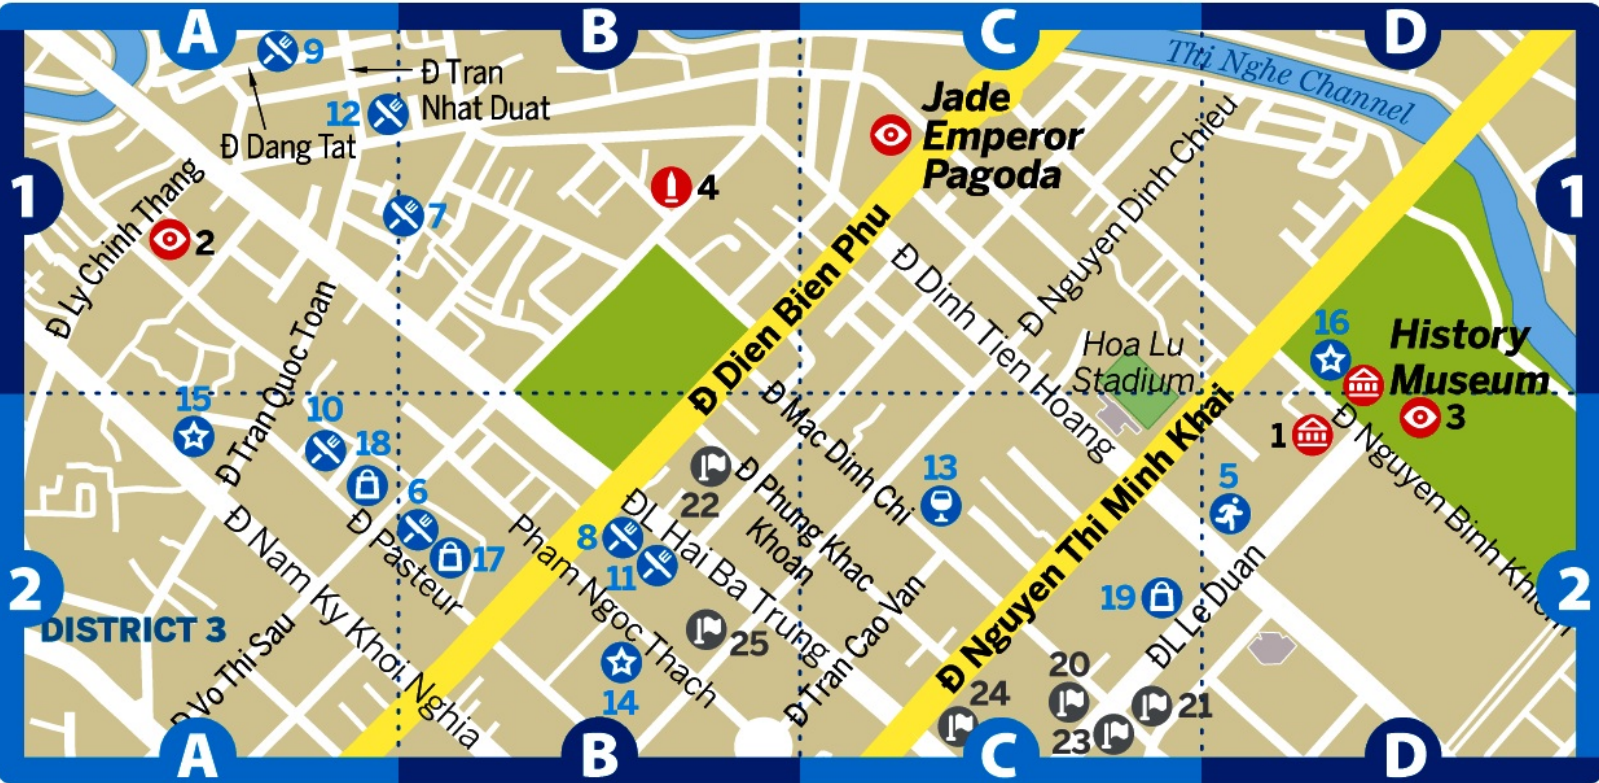 A
B
C
D
9
Đ Tran
Nhat Duat
Thi Nghe Channel
12
Đ Dang Tat
Jade
Emperor
Pagoda
1
1
4
7
2
Đ Ly Chinh Thang
Đ Nguyen Dinh Chieu
Đ Dien Bien Phu
Đ Dinh Tien Hoang
Đ Tran Quoc Toan
16
History
Museum
Hoa Lu
Stadium
15
10
18
3
1
Đ Mac Dinh Chi
Đ Nguyen Thi Minh Khai
Đ Nguyen Binh Khiem
13
5
6
22
Đ Phung Khac
Khoan
8
11
17
ĐL Hai Ba Trung
Pham Ngoc Thach
Đ Pasteur
Đ Nam Ky Khoi Nghia
2
2
DISTRICT 3
Đ Vo Thi Sau
19
ĐL Le Duan
25
Đ Tran Cao Van
14
20
24
21
23
A
B
C
D